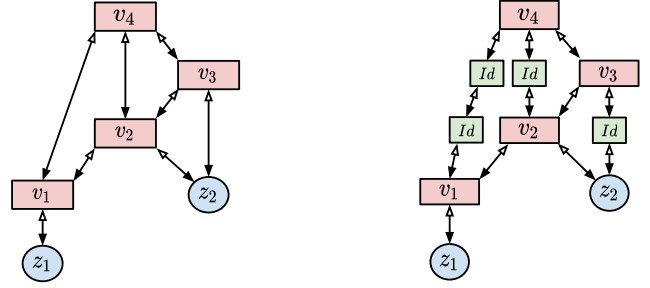 v₄
v₃
v₂
v₁
z₂
z₁
v₄
Id
Id
v₃
Id
v₂
Id
v₁
z₂
z₁